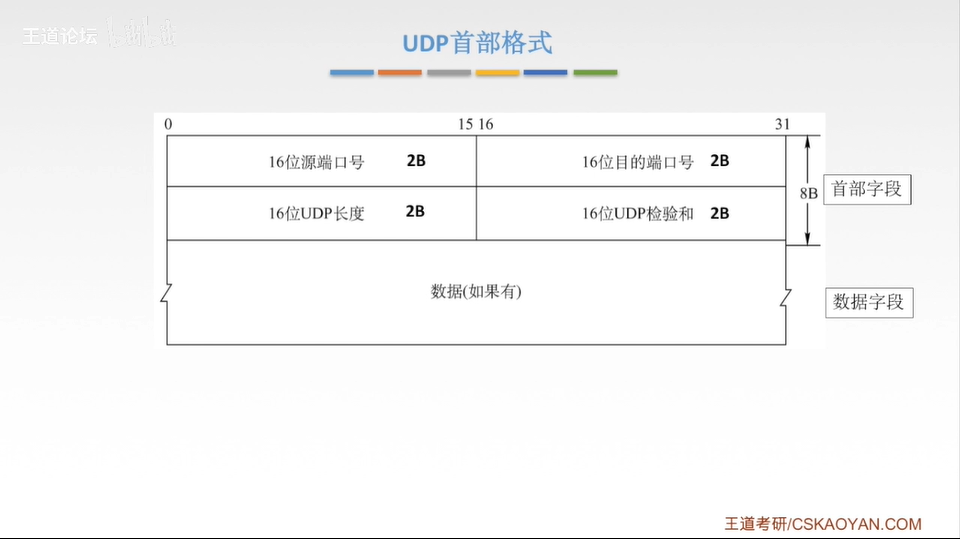 王道论坛
UDP首部格式
0 15 16 31
16位源端口号 2B 16位目的端口号 2B
8B 首部字段
16位UDP长度 2B 16位UDP检验和 2B
数据(如果有)
数据字段
王道考研/CSKAOYAN.COM